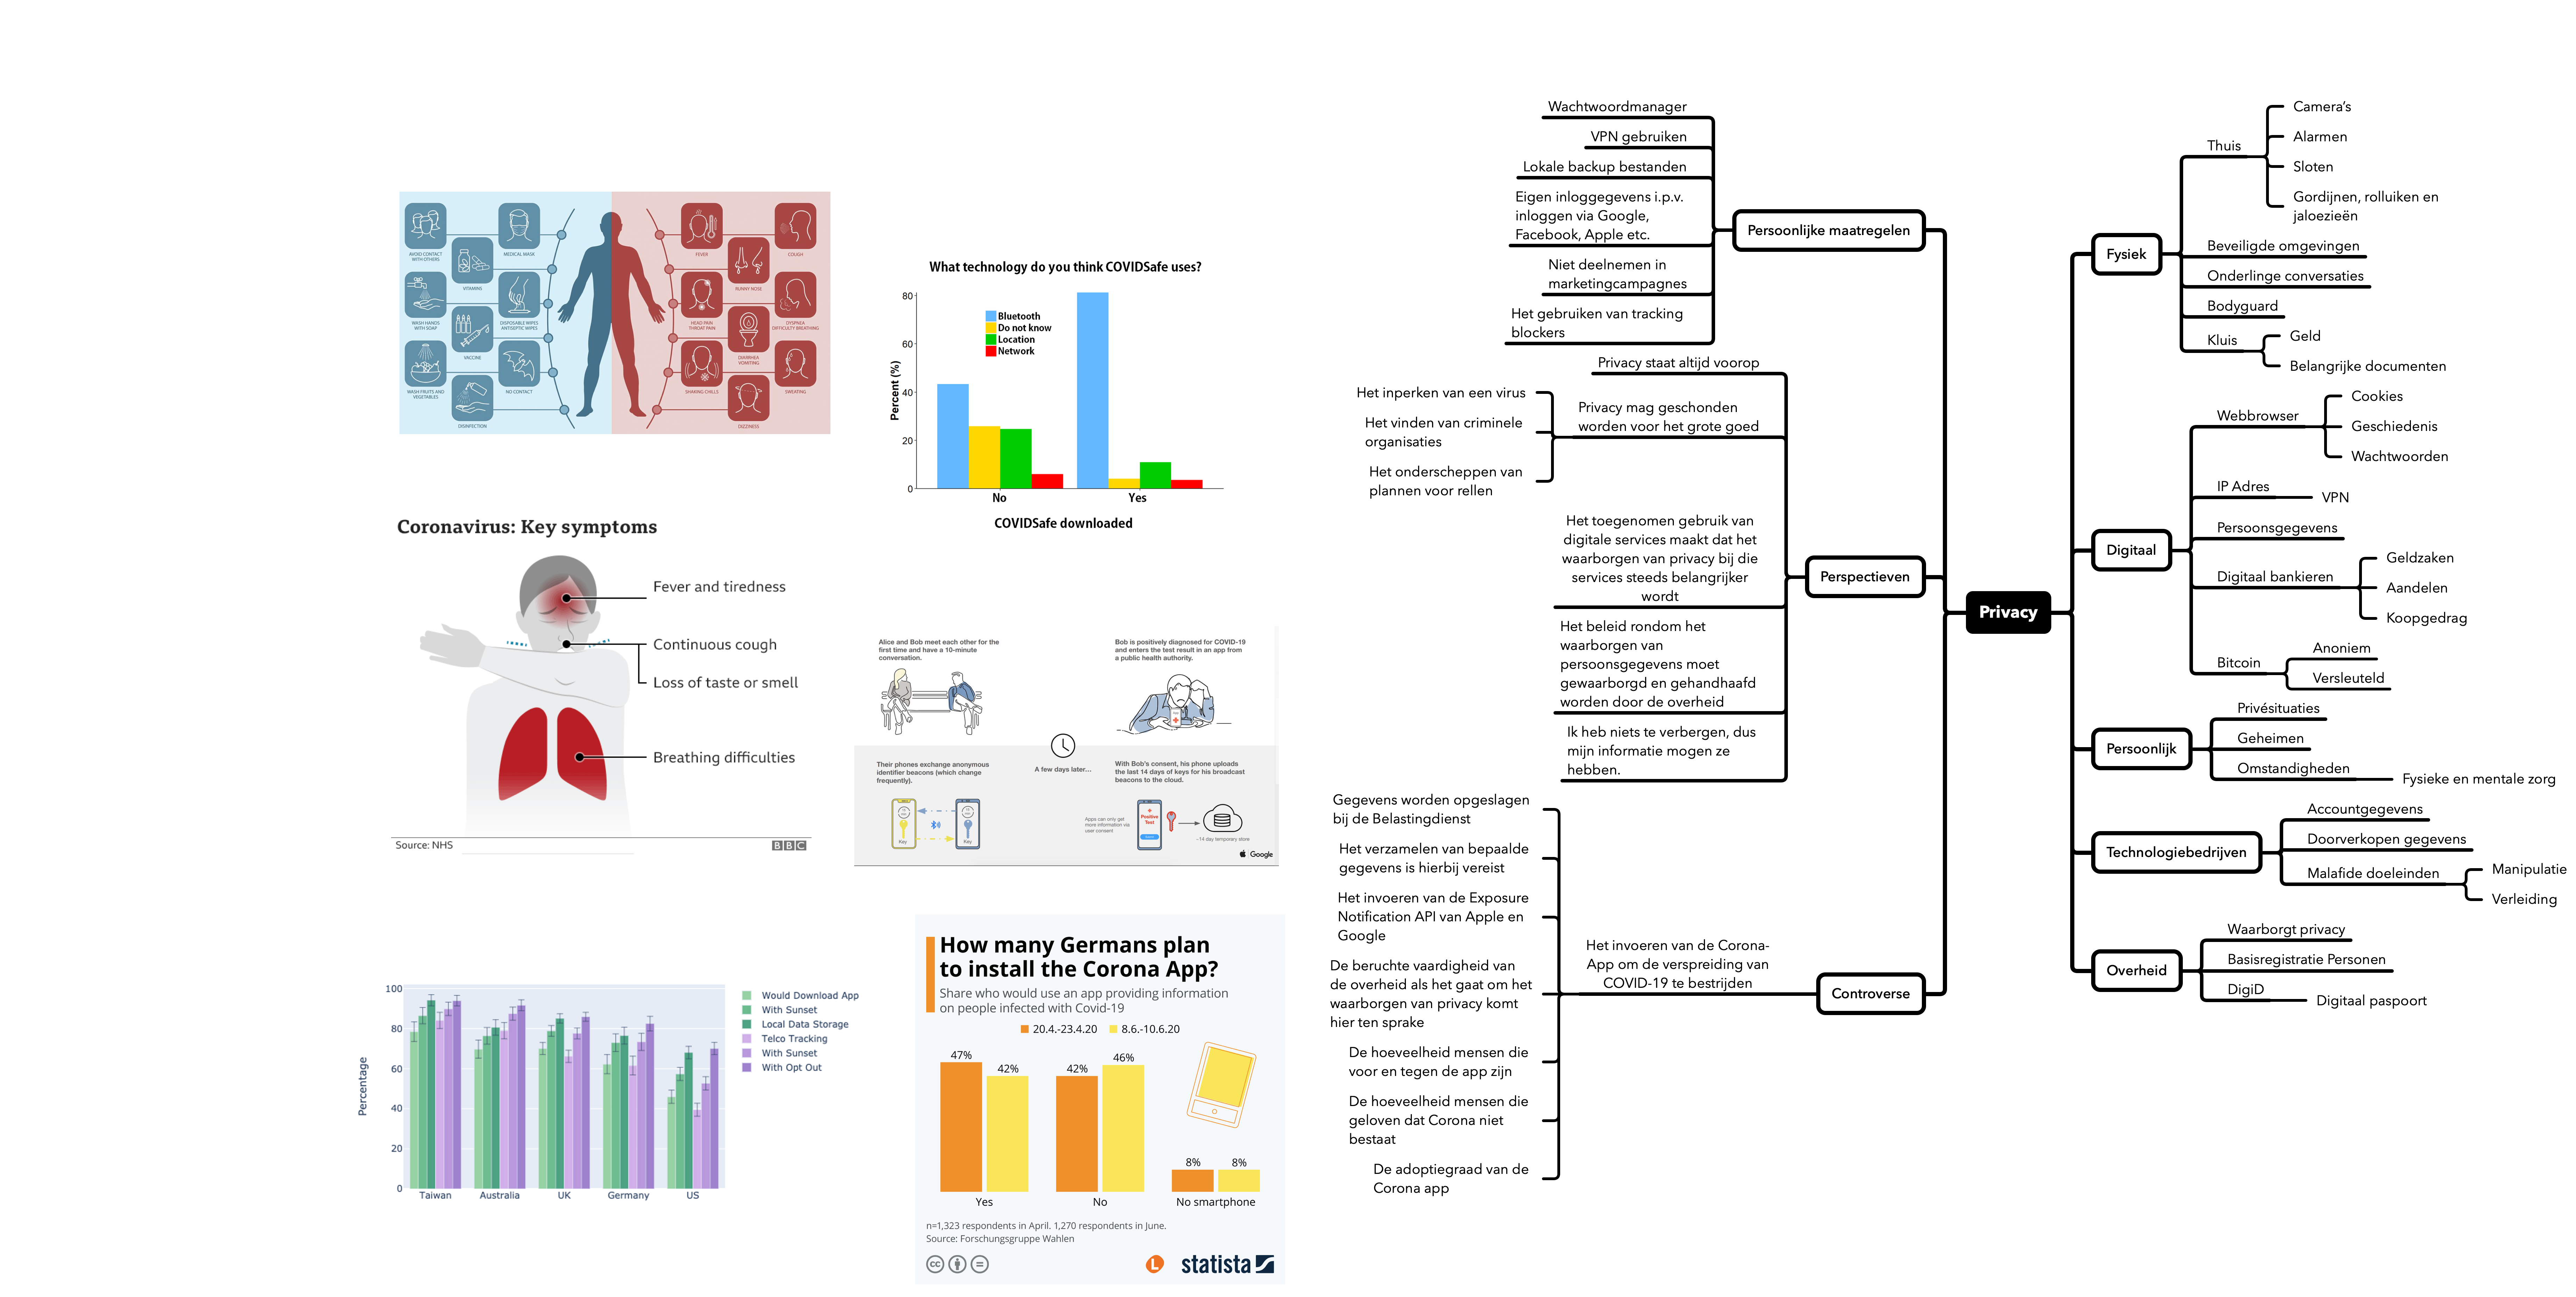 AVOID CONTACT
WITH OTHERS
MEDICAL MASK
VITAMINS
WASH HANDS
WITH SOAP
DISPOSABLE WIPES
ANTISEPTIC WIPES
VACCINE
WASH FRUITS AND
VEGETABLES
NO CONTACT
DISINFECTION
FEVER
COUGH
RUNNY NOSE
HEAD PAIN
THROAT PAIN
DYSPNEA
DIFFICULTY BREATHING
DIARRHEA
VOMITING
SHAKING CHILLS
SWEATING
DIZZINESS
Coronavirus: Key symptoms
Fever and tiredness
Continuous cough
Loss of taste or smell
Breathing difficulties
Source: NHS
BBC
100
80
60
40
20
0
Percentage
Taiwan
Australia
UK
Germany
US
Would Download App
With Sunset
Local Data Storage
Telco Tracking
With Sunset
With Opt Out
What technology do you think COVIDSafe uses?
80
60
40
20
0
Percent (%)
Bluetooth
Do not know
Location
Network
No
Yes
COVIDSafe downloaded
Alice and Bob meet each other for the
first time and have a 10-minute
conversation.
Bob is positively diagnosed for COVID-19
and enters the test result in an app from
a public health authority.
Their phones exchange anonymous
identifier beacons (which change
frequently).
A few days later...
With Bob's consent, his phone uploads
the last 14 days of keys for his broadcast
beacons to the cloud.
Key
Key
Apps can only get
more information via
user consent
Positive
Test
~14 day temporary store
Google
How many Germans plan
to install the Corona App?
Share who would use an app providing information
on people infected with Covid-19
20.4.-23.4.20
8.6.-10.6.20
47%
42%
42%
46%
8%
8%
Yes
No
No smartphone
n=1,323 respondents in April. 1,270 respondents in June.
Source: Forschungsgruppe Wahlen
cc
L
statista
Privacy
Persoonlijke maatregelen
Wachtwoordmanager
VPN gebruiken
Lokale backup bestanden
Eigen inloggegevens i.p.v.
inloggen via Google,
Facebook, Apple etc.
Niet deelnemen in
marketingcampagnes
Het gebruiken van tracking
blockers
Perspectieven
Privacy staat altijd voorop
Privacy mag geschonden
worden voor het grote goed
Het inperken van een virus
Het vinden van criminele
organisaties
Het onderscheppen van
plannen voor rellen
Het toegenomen gebruik van
digitale services maakt dat het
waarborgen van privacy bij die
services steeds belangrijker
wordt
Het beleid rondom het
waarborgen van
persoonsgegevens moet
gewaarborgd en gehandhaafd
worden door de overheid
Ik heb niets te verbergen, dus
mijn informatie mogen ze
hebben.
Controverse
Het invoeren van de Corona-
App om de verspreiding van
COVID-19 te bestrijden
Gegevens worden opgeslagen
bij de Belastingdienst
Het verzamelen van bepaalde
gegevens is hierbij vereist
Het invoeren van de Exposure
Notification API van Apple en
Google
De beruchte vaardigheid van
de overheid als het gaat om het
waarborgen van privacy komt
hier ten sprake
De hoeveelheid mensen die
voor en tegen de app zijn
De hoeveelheid mensen die
geloven dat Corona niet
bestaat
De adoptiegraad van de
Corona app
Fysiek
Thuis
Camera's
Alarmen
Sloten
Gordijnen, rolluiken en
jaloezieën
Beveiligde omgevingen
Onderlinge conversaties
Bodyguard
Kluis
Geld
Belangrijke documenten
Digitaal
Webbrowser
Cookies
Geschiedenis
Wachtwoorden
IP Adres
VPN
Persoonsgegevens
Digitaal bankieren
Geldzaken
Aandelen
Koopgedrag
Bitcoin
Anoniem
Versleuteld
Persoonlijk
Privésituaties
Geheimen
Omstandigheden
Fysieke en mentale zorg
Technologiebedrijven
Accountgegevens
Doorverkopen gegevens
Malafide doeleinden
Manipulatie
Verleiding
Overheid
Waarborgt privacy
Basisregistratie Personen
DigiD
Digitaal paspoort